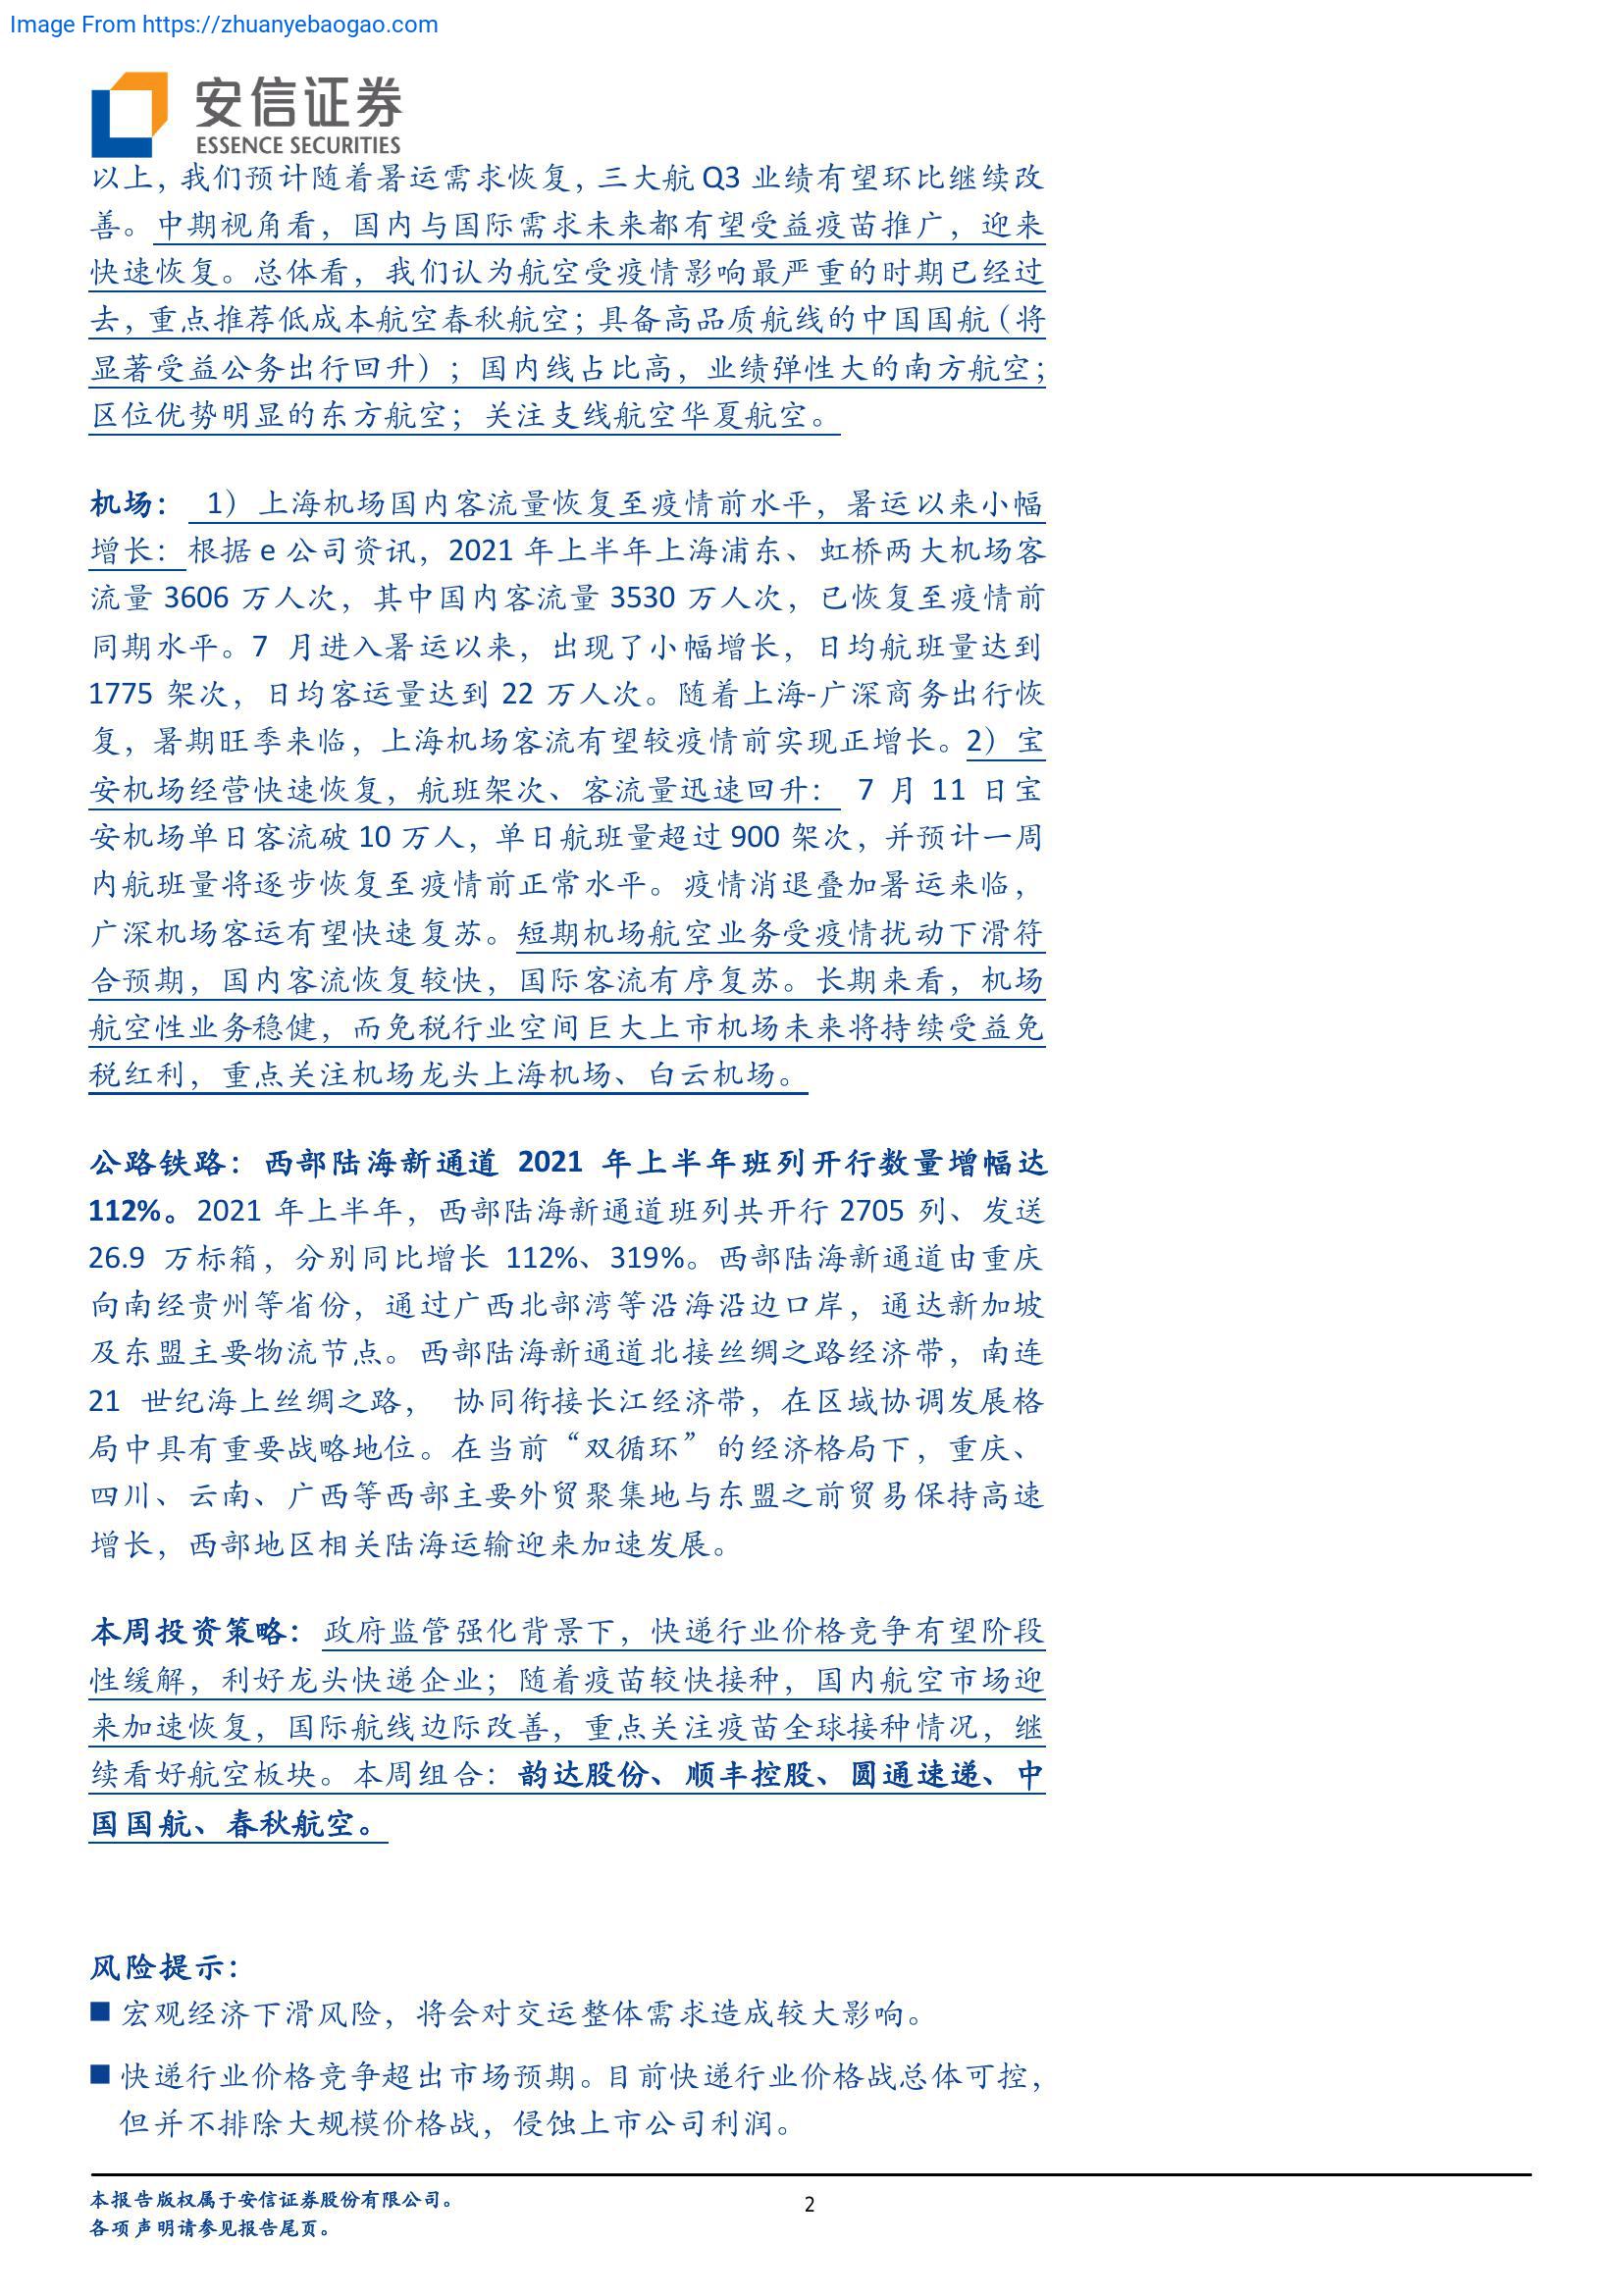 Image From https://zhuanyebaogao.com
安信证券
ESSENCE SECURITIES
以上，我们预计随着暑运需求恢复，三大航 Q3 业绩有望环比继续改
善。中期视角看，国内与国际需求未来都有望受益疫苗推广，迎来
快速恢复。总体看，我们认为航空受疫情影响最严重的时期已经过
去，重点推荐低成本航空春秋航空；具备高品质航线的中国国航（将
显著受益公务出行回升）；国内线占比高，业绩弹性大的南方航空；
区位优势明显的东方航空；关注支线航空华夏航空。
机场： 1）上海机场国内客流量恢复至疫情前水平，暑运以来小幅
增长：根据 e 公司资讯，2021 年上半年上海浦东、虹桥两大机场客
流量 3606 万人次，其中国内客流量 3530 万人次，已恢复至疫情前
同期水平。7 月进入暑运以来，出现了小幅增长，日均航班量达到
1775 架次，日均客运量达到 22 万人次。随着上海-广深商务出行恢
复，暑期旺季来临，上海机场客流有望较疫情前实现正增长。2）宝
安机场经营快速恢复，航班架次、客流量迅速回升： 7 月 11 日宝
安机场单日客流破 10 万人，单日航班量超过 900 架次，并预计一周
内航班量将逐步恢复至疫情前正常水平。疫情消退叠加暑运来临，
广深机场客运有望快速复苏。短期机场航空业务受疫情扰动下滑符
合预期，国内客流恢复较快，国际客流有序复苏。长期来看，机场
航空性业务稳健，而免税行业空间巨大上市机场未来将持续受益免
税红利，重点关注机场龙头上海机场、白云机场。
公路铁路：西部陆海新通道 2021 年上半年班列开行数量增幅达
112%。2021 年上半年，西部陆海新通道班列共开行 2705 列、发送
26.9 万标箱，分别同比增长 112%、319%。西部陆海新通道由重庆
向南经贵州等省份，通过广西北部湾等沿海沿边口岸，通达新加坡
及东盟主要物流节点。西部陆海新通道北接丝绸之路经济带，南连
21 世纪海上丝绸之路， 协同衔接长江经济带，在区域协调发展格
局中具有重要战略地位。在当前“双循环”的经济格局下，重庆、
四川、云南、广西等西部主要外贸聚集地与东盟之前贸易保持高速
增长，西部地区相关陆海运输迎来加速发展。
本周投资策略：政府监管强化背景下，快递行业价格竞争有望阶段
性缓解，利好龙头快递企业；随着疫苗较快接种，国内航空市场迎
来加速恢复，国际航线边际改善，重点关注疫苗全球接种情况，继
续看好航空板块。本周组合：韵达股份、顺丰控股、圆通速递、中
国国航、春秋航空。
风险提示：
■ 宏观经济下滑风险，将会对交运整体需求造成较大影响。
■ 快递行业价格竞争超出市场预期。目前快递行业价格战总体可控，
但并不排除大规模价格战，侵蚀上市公司利润。
本报告版权属于安信证券股份有限公司。
2
各项声明请参见报告尾页。